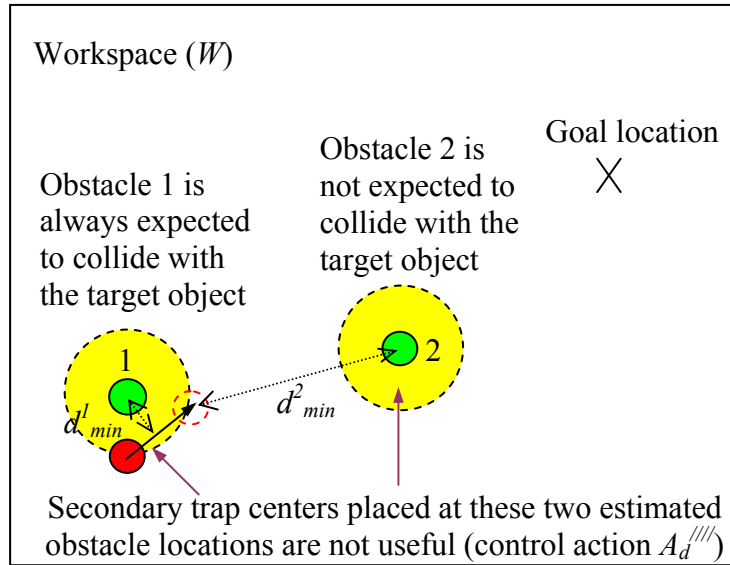 Workspace (W)
Goal location
Obstacle 2 is
not expected to
collide with the
target object
Obstacle 1 is
always expected
to collide with
the target object
1
2
d¹min
d²min
Secondary trap centers placed at these two estimated
obstacle locations are not useful (control action A_d^////)